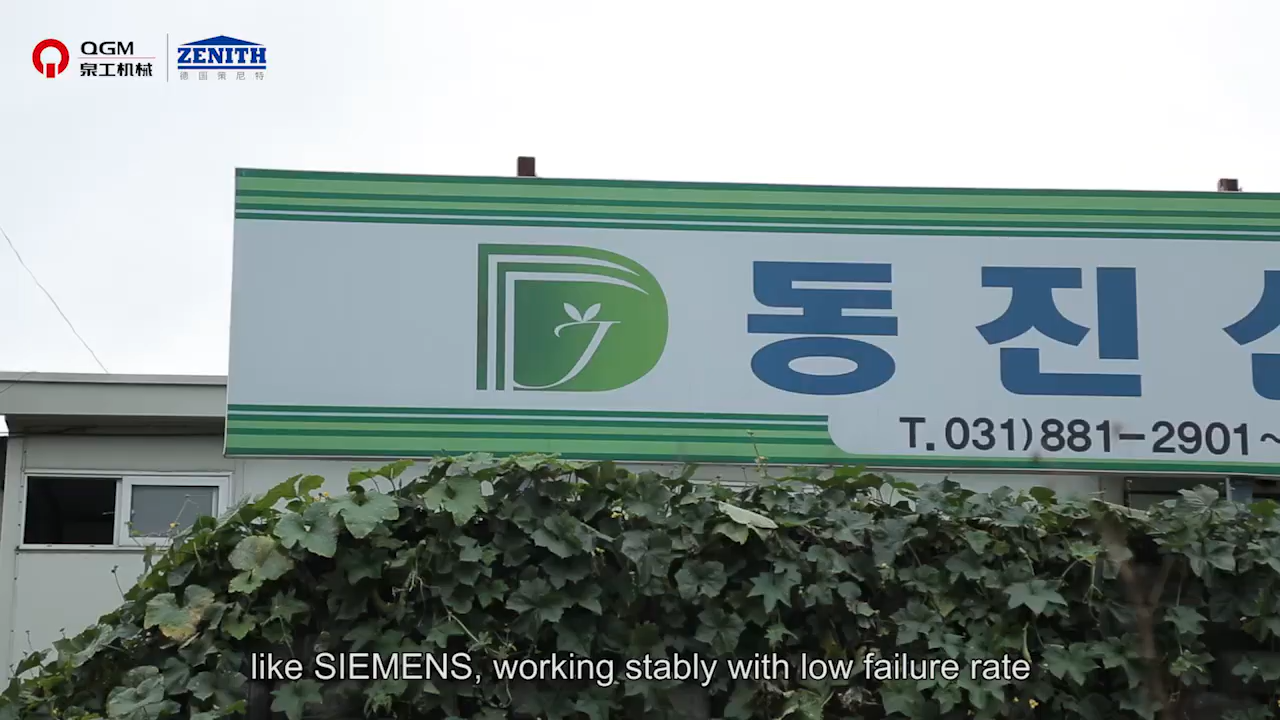 QGM
泉工机械
ZENITH
德国策尼特
동진
T.031)881-2901~
like SIEMENS, working stably with low failure rate